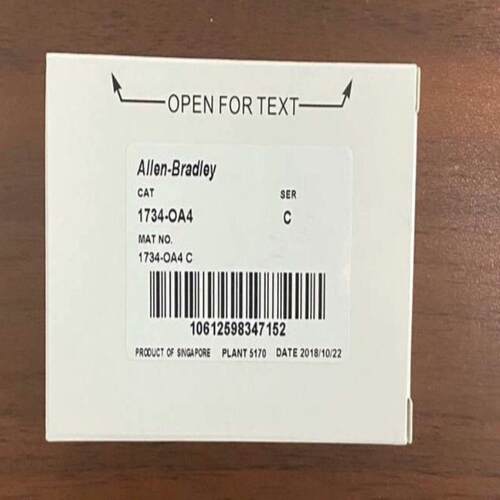 OPEN FOR TEXT
Allen-Bradley
CAT SER
1734-OA4 C
MAT NO.
1734-OA4 C
10612598347152
PRODUCT OF SINGAPORE PLANT 5170 DATE 2018/10/22